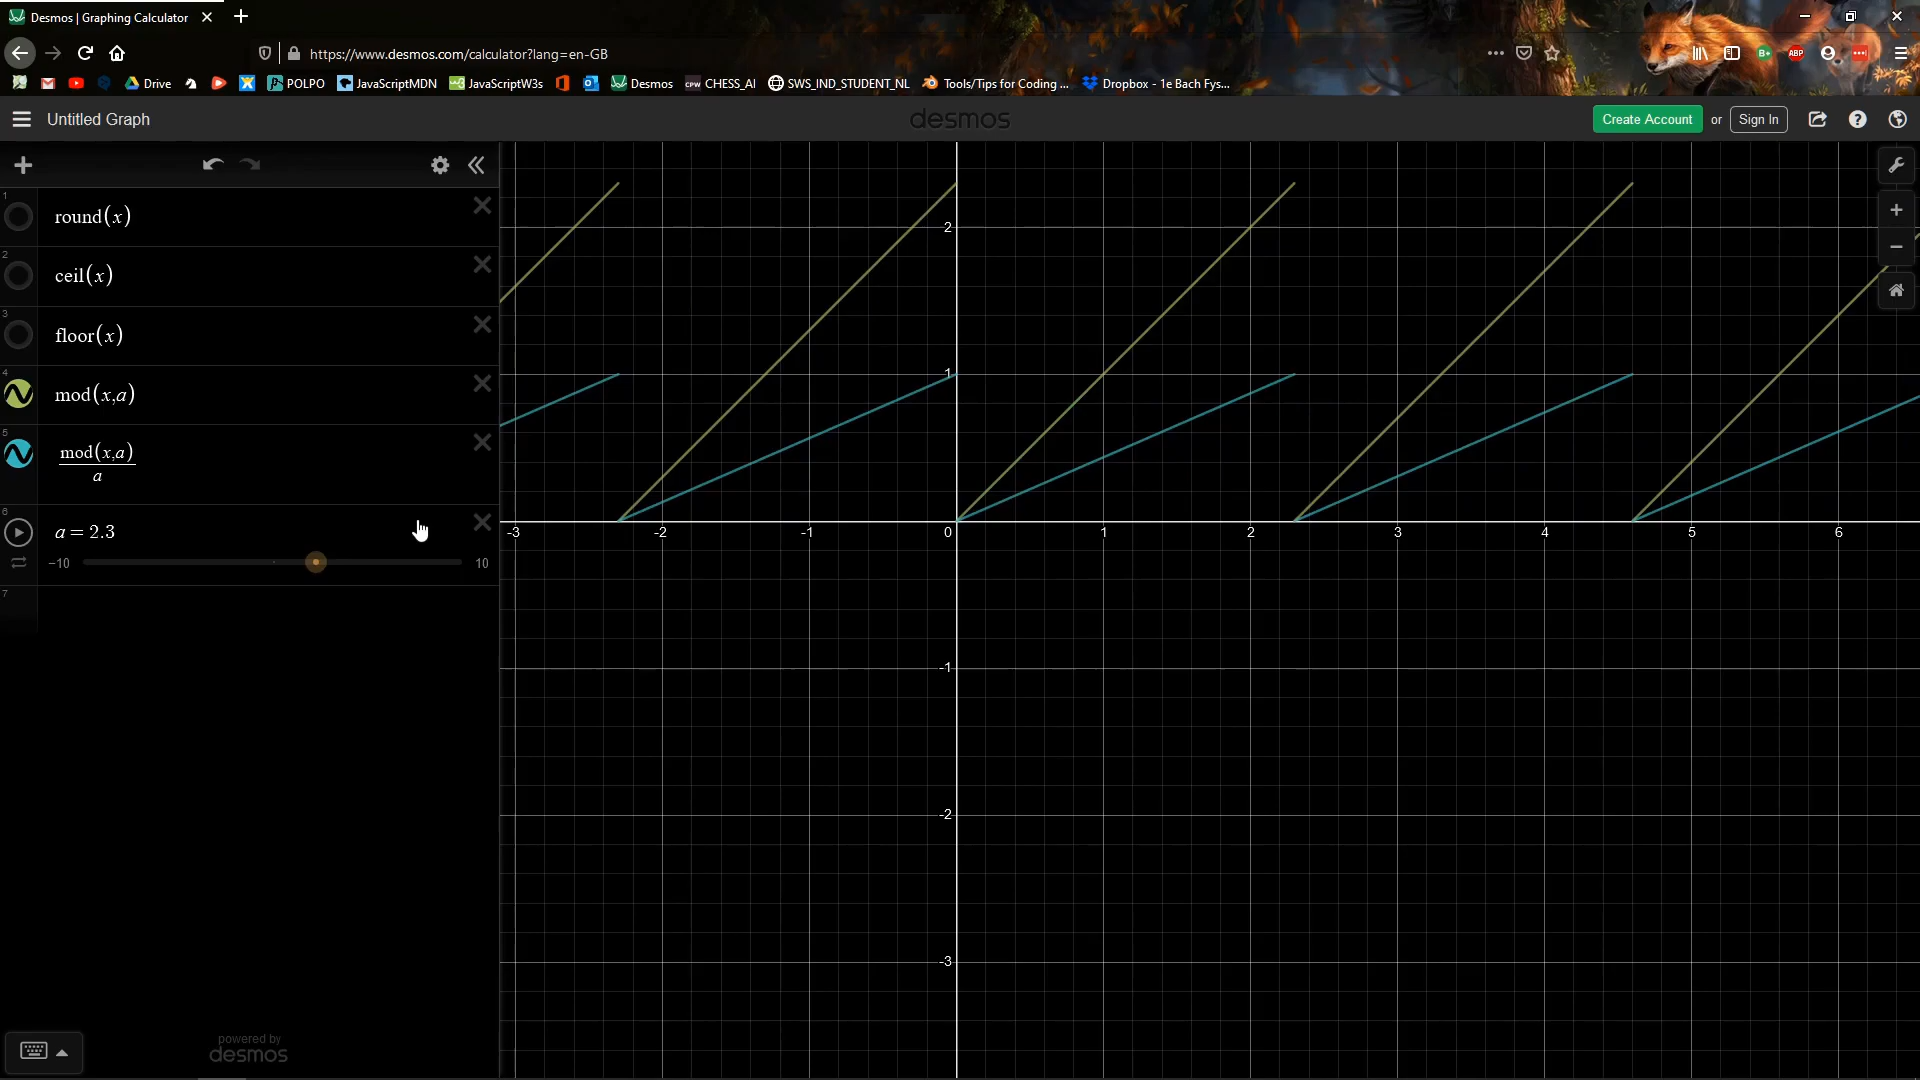 Desmos | Graphing Calculator
https://www.desmos.com/calculator?lang=en-GB
Drive POLPO JavaScriptMDN JavaScriptW3s Desmos CPW CHESS_AI SWS_IND_STUDENT_NL Tools/Tips for Coding ... Dropbox - 1e Bach Fys...
B+ ABP
Untitled Graph
desmos
Create Account or Sign In
1
round(x)
2
ceil(x)
3
floor(x)
4
mod(x,a)
5
mod(x,a)
a
6
a = 2.3
−10 10
7
2
1
-3 -2 -1 0 1 2 3 4 5 6
-1
-2
-3
powered by
desmos